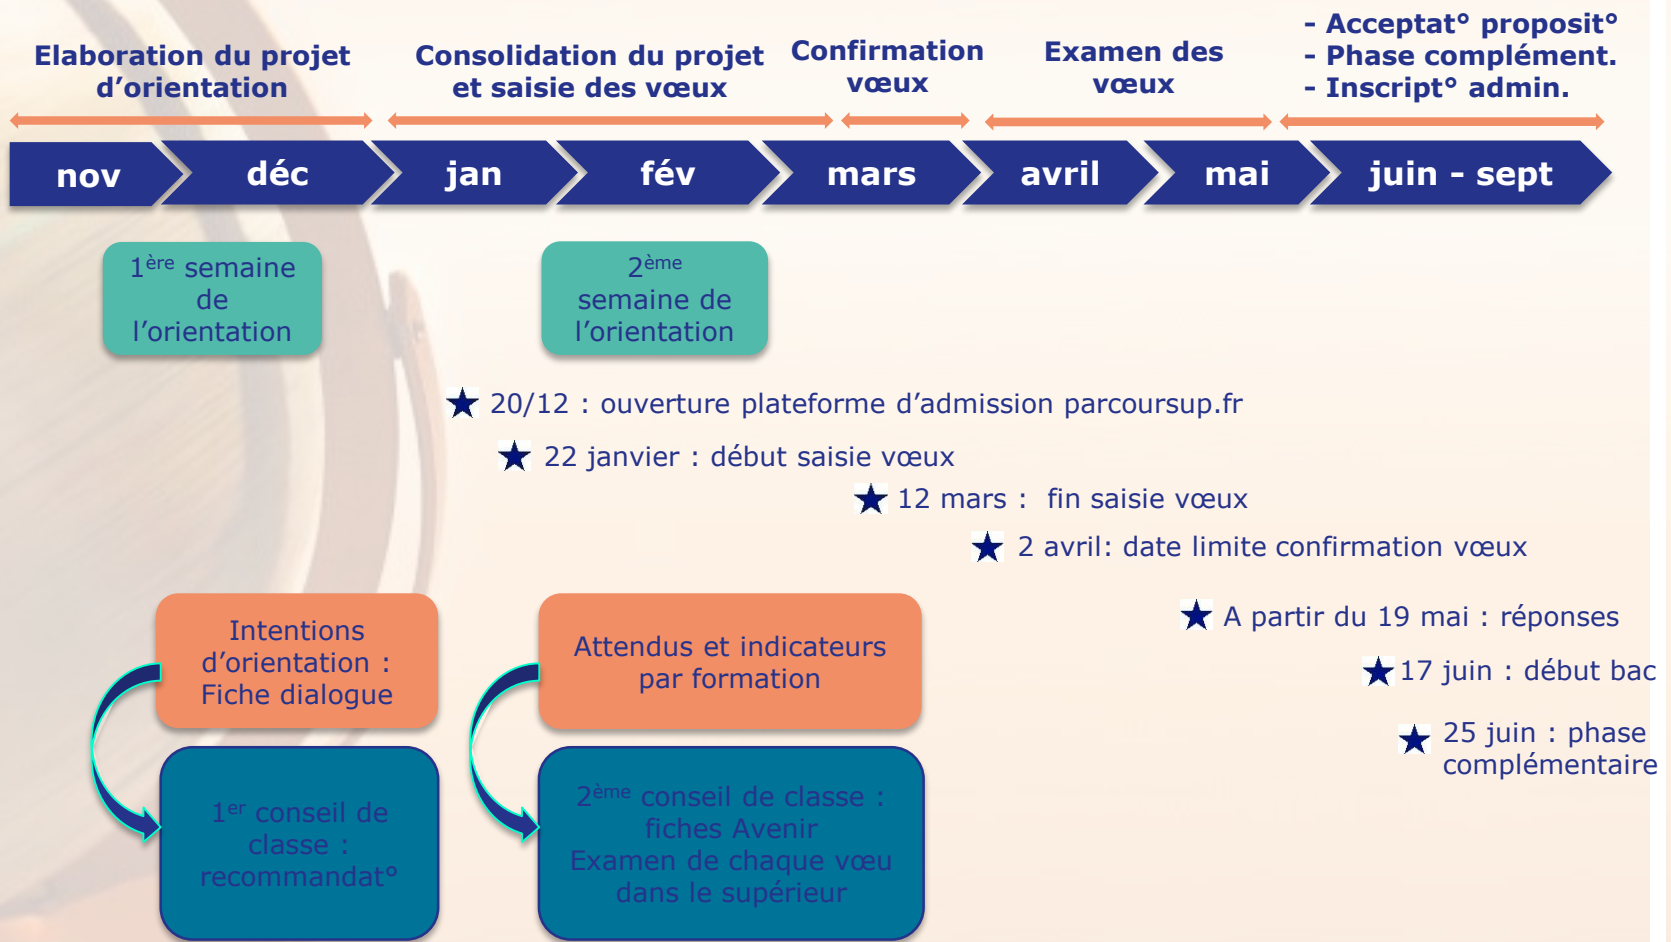 Elaboration du projet
d’orientation
Consolidation du projet
et saisie des vœux
Confirmation
vœux
Examen des
vœux
- Acceptat° proposit°
- Phase complément.
- Inscript° admin.
nov
déc
jan
fév
mars
avril
mai
juin - sept
1ère semaine
de
l’orientation
2ème
semaine de
l’orientation
20/12 : ouverture plateforme d’admission parcoursup.fr
22 janvier : début saisie vœux
12 mars : fin saisie vœux
2 avril: date limite confirmation vœux
A partir du 19 mai : réponses
17 juin : début bac
25 juin : phase
complémentaire
Intentions
d’orientation :
Fiche dialogue
Attendus et indicateurs
par formation
1er conseil de
classe :
recommandat°
2ème conseil de classe :
fiches Avenir
Examen de chaque vœu
dans le supérieur